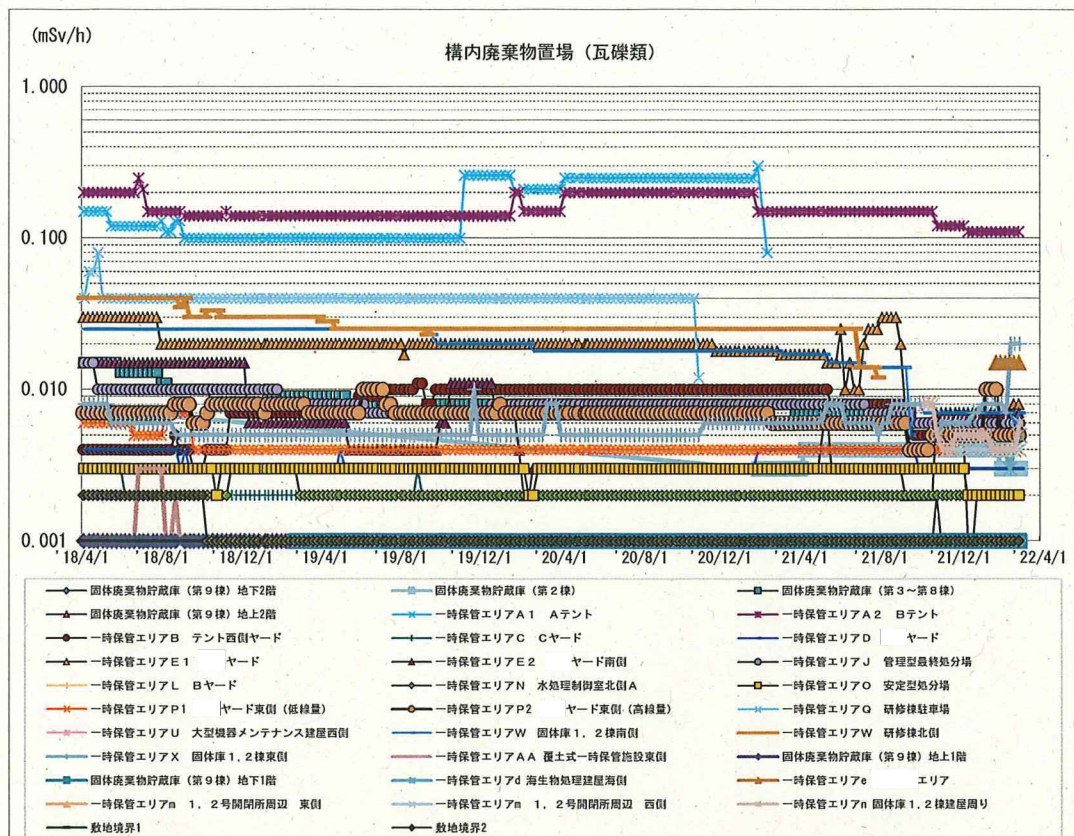 (mSv/h)
構内廃棄物置場（瓦礫類）
1.000
0.100
0.010
0.001
18/4/1 18/8/1 18/12/1 19/4/1 19/8/1 19/12/1 20/4/1 20/8/1 20/12/1 21/4/1 21/8/1 21/12/1 22/4/1
固体廃棄物貯蔵庫（第９棟）地下2階 固体廃棄物貯蔵庫（第２棟） 固体廃棄物貯蔵庫（第３～第８棟）
固体廃棄物貯蔵庫（第９棟）地上2階 一時保管エリアＡ１ Ａテント 一時保管エリアＡ２ Ｂテント
一時保管エリアＢ テント西側ヤード 一時保管エリアＣ Ｃヤード 一時保管エリアＤ ヤード
一時保管エリアＥ１ ヤード 一時保管エリアＥ２ ヤード南側 一時保管エリアＪ 管理型最終処分場
一時保管エリアＬ Ｂヤード 一時保管エリアＮ 水処理制御室北側Ａ 一時保管エリアＯ 安定型処分場
一時保管エリアＰ１ ヤード東側（低線量） 一時保管エリアＰ２ ヤード東側（高線量） 一時保管エリアＱ 研修棟駐車場
一時保管エリアＵ 大型機器メンテナンス建屋西側 一時保管エリアＷ 固体庫１,２棟南側 一時保管エリアＷ 研修棟北側
一時保管エリアＸ 固体庫１,２棟東側 一時保管エリアＡＡ 覆土式一時保管施設東側 固体廃棄物貯蔵庫（第９棟）地上1階
固体廃棄物貯蔵庫（第９棟）地下1階 一時保管エリアｄ 海生物処理建屋海側 一時保管エリアｅ エリア
一時保管エリアｍ １，２号開閉所周辺 東側 一時保管エリアｍ １，２号開閉所周辺 西側 一時保管エリアｎ 固体庫１,２棟建屋周り
敷地境界1 敷地境界2